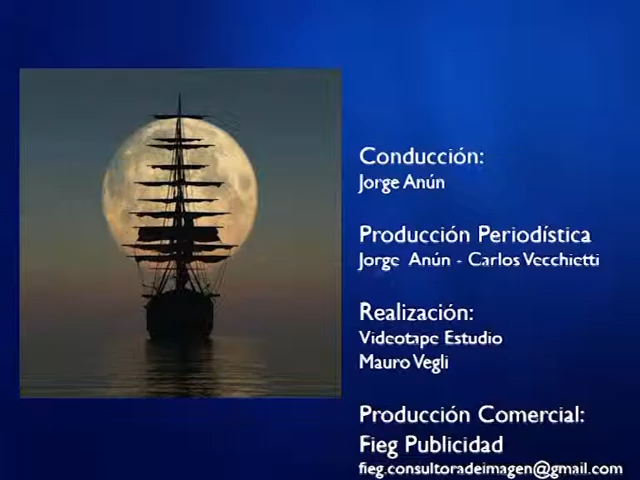 Conducción:
Jorge Anún
Producción Periodística
Jorge Anún - Carlos Vecchietti
Realización:
Videotape Estudio
Mauro Vegli
Producción Comercial:
Fieg Publicidad
fieg.consultoradeimagen@gmail.com